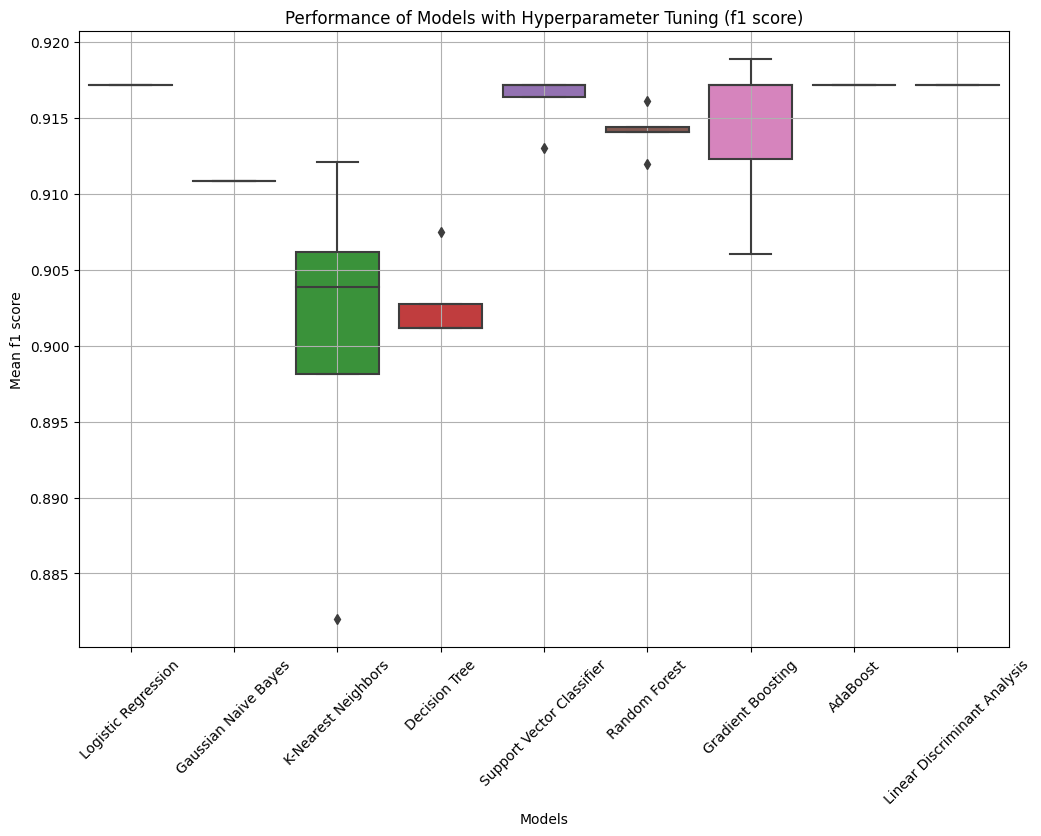 Performance of Models with Hyperparameter Tuning (f1 score)
0.920
0.915
0.910
0.905
0.900
0.895
0.890
0.885
Mean f1 score
Logistic Regression
Gaussian Naive Bayes
K-Nearest Neighbors
Decision Tree
Support Vector Classifier
Random Forest
Gradient Boosting
AdaBoost
Linear Discriminant Analysis
Models